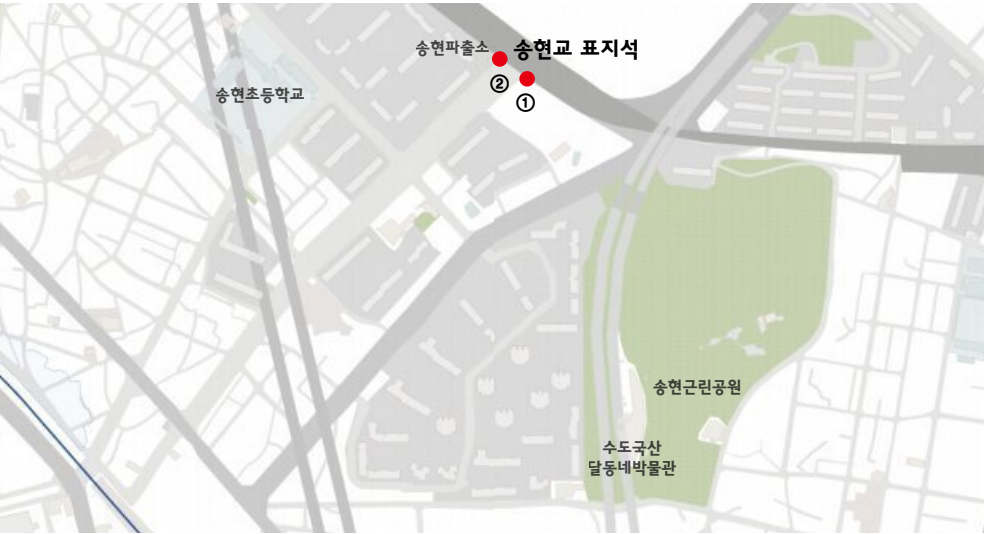 송현파출소
송현교 표지석
②
①
송현초등학교
송현근린공원
수도국산
달동네박물관